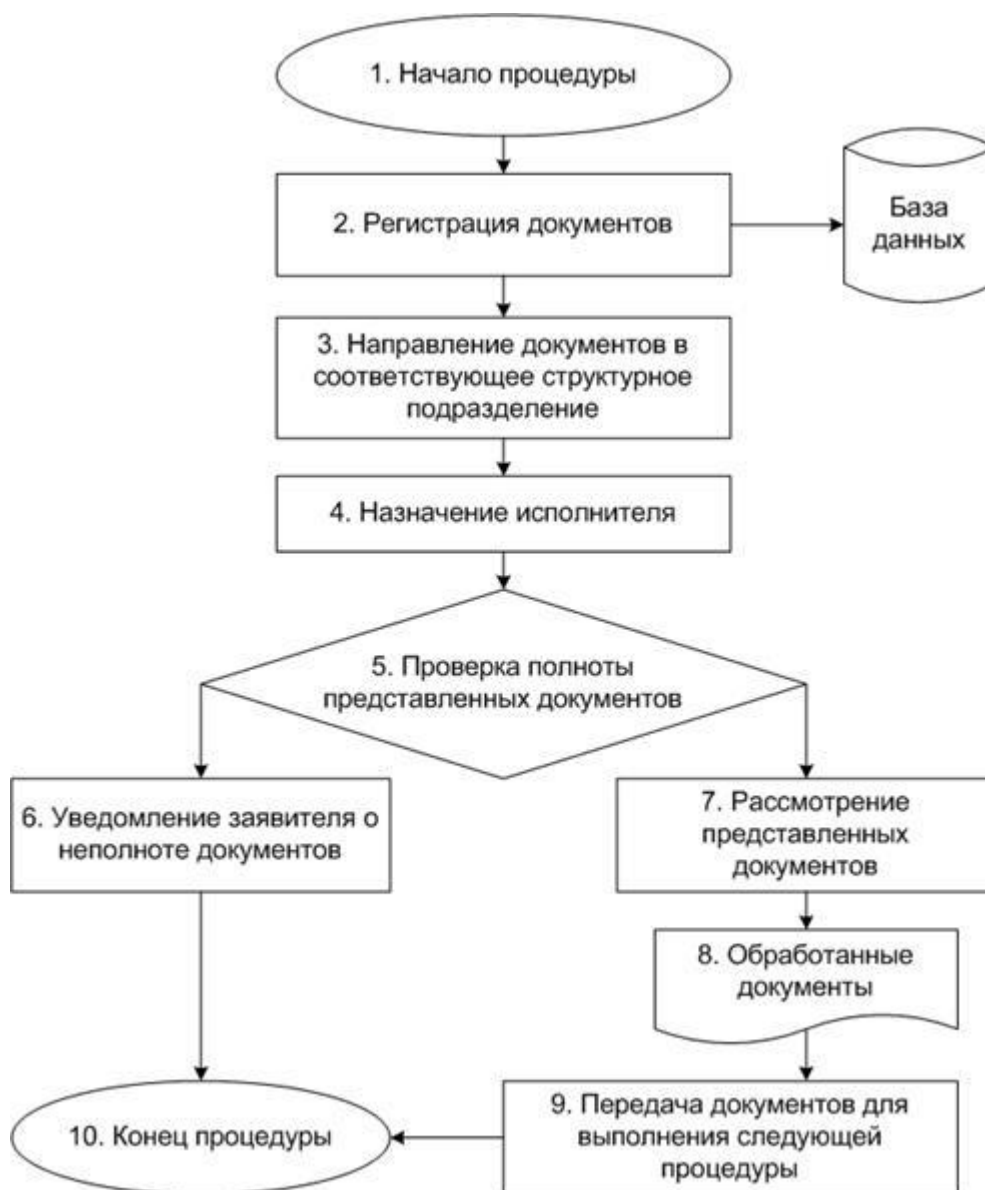 1. Начало процедуры
2. Регистрация документов
База
данных
3. Направление документов в
соответствующее структурное
подразделение
4. Назначение исполнителя
5. Проверка полноты
представленных документов
6. Уведомление заявителя о
неполноте документов
7. Рассмотрение
представленных
документов
8. Обработанные
документы
9. Передача документов для
выполнения следующей
процедуры
10. Конец процедуры